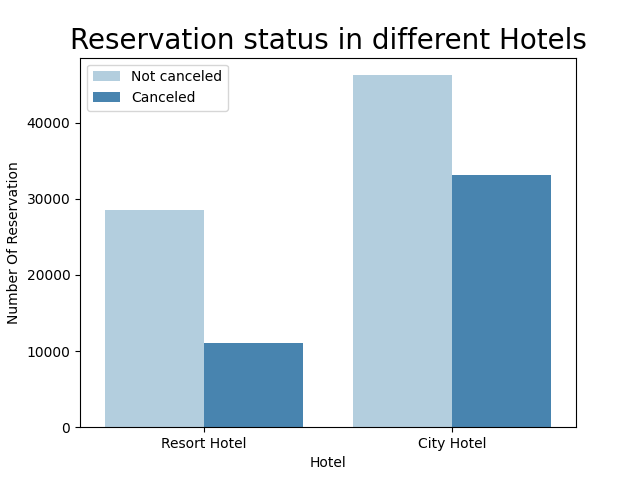 Reservation status in different Hotels
Not canceled
Canceled
Number Of Reservation
40000
30000
20000
10000
0
Resort Hotel
City Hotel
Hotel